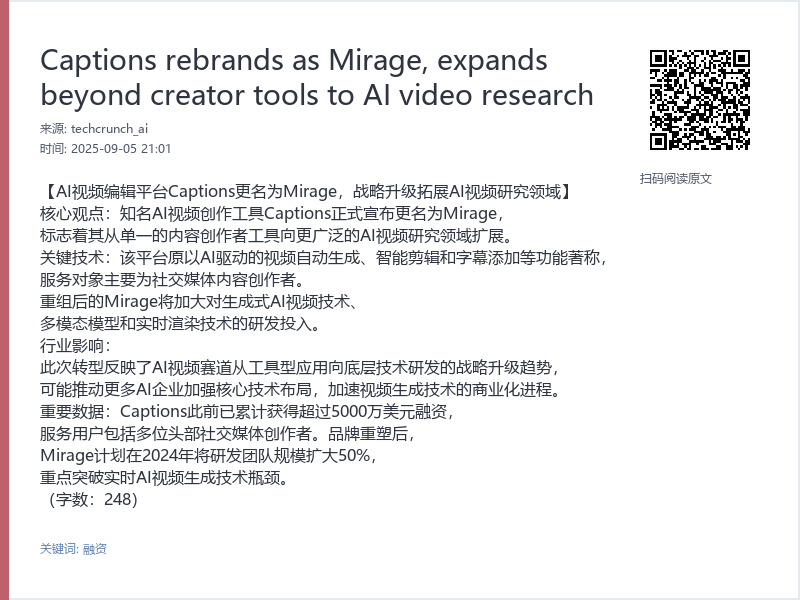 Captions rebrands as Mirage, expands
beyond creator tools to AI video research
来源: techcrunch_ai
时间: 2025-09-05 21:01
扫码阅读原文
【AI视频编辑平台Captions更名为Mirage，战略升级拓展AI视频研究领域】
核心观点：知名AI视频创作工具Captions正式宣布更名为Mirage，
标志着其从单一的内容创作者工具向更广泛的AI视频研究领域扩展。
关键技术：该平台原以AI驱动的视频自动生成、智能剪辑和字幕添加等功能著称，
服务对象主要为社交媒体内容创作者。
重组后的Mirage将加大对生成式AI视频技术、
多模态模型和实时渲染技术的研发投入。
行业影响：
此次转型反映了AI视频赛道从工具型应用向底层技术研发的战略升级趋势，
可能推动更多AI企业加强核心技术布局，加速视频生成技术的商业化进程。
重要数据：Captions此前已累计获得超过5000万美元融资，
服务用户包括多位头部社交媒体创作者。品牌重塑后，
Mirage计划在2024年将研发团队规模扩大50%，
重点突破实时AI视频生成技术瓶颈。
（字数：248）
关键词: 融资